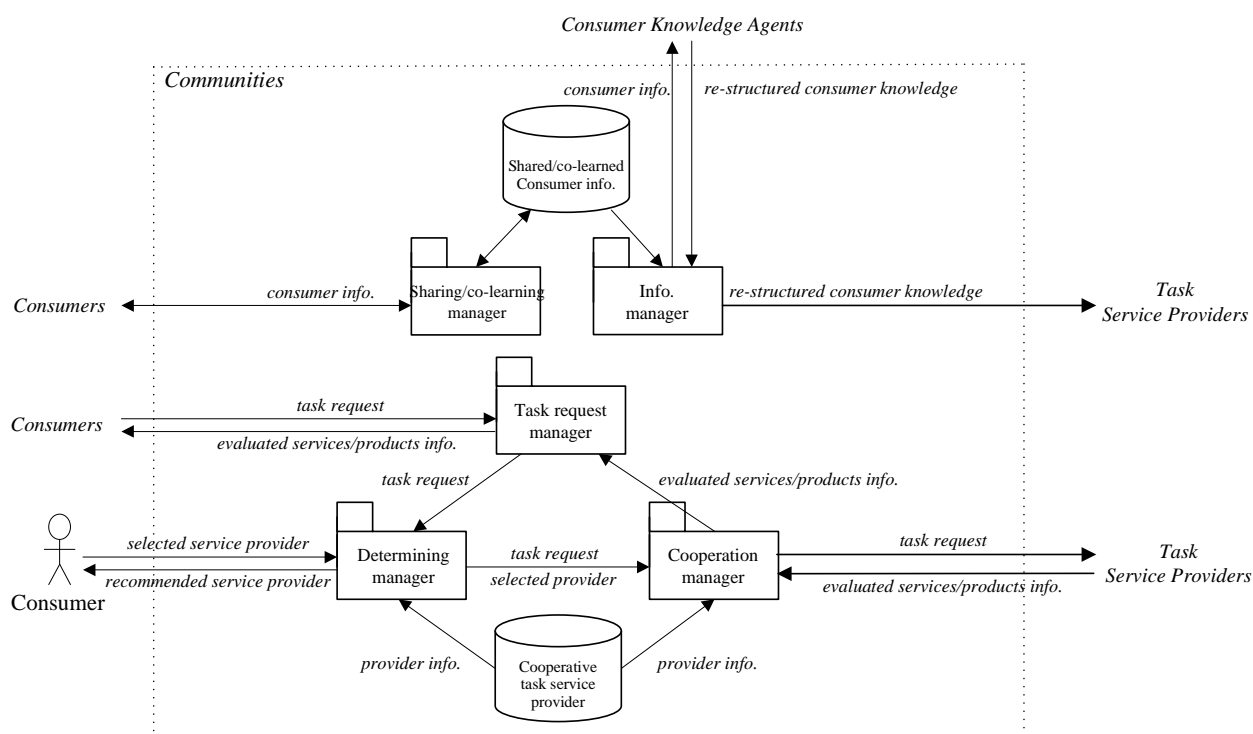 Consumer Knowledge Agents
Communities
consumer info.
re-structured consumer knowledge
Shared/co-learned
Consumer info.
Consumers
consumer info.
Sharing/co-learning
manager
Info.
manager
re-structured consumer knowledge
Task
Service Providers
Consumers
task request
evaluated services/products info.
Task request
manager
task request
evaluated services/products info.
Consumer
selected service provider
recommended service provider
Determining
manager
task request
selected provider
Cooperation
manager
task request
evaluated services/products info.
Task
Service Providers
provider info.
Cooperative
task service
provider
provider info.